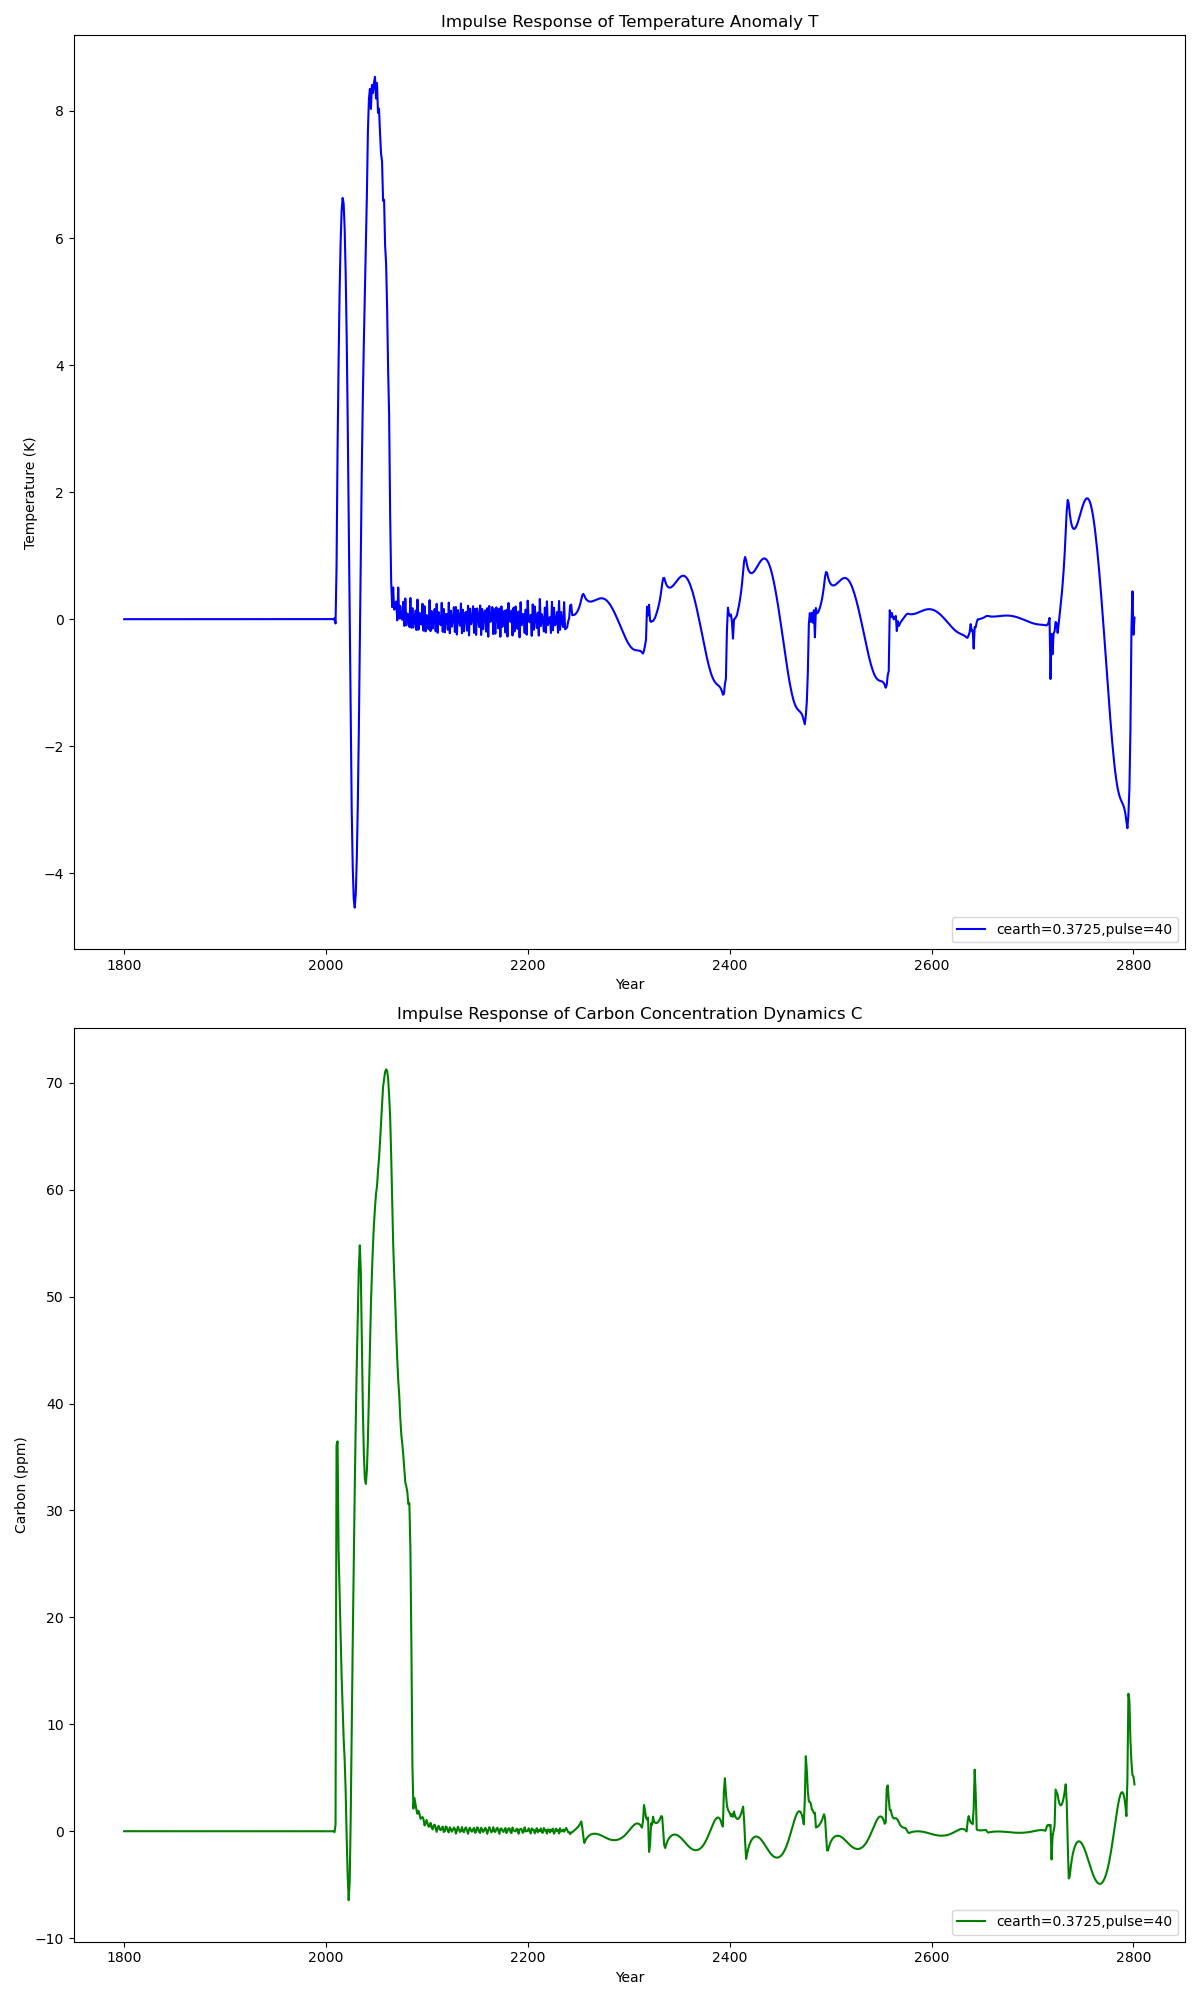 Impulse Response of Temperature Anomaly T
8
6
4
2
0
−2
−4
Temperature (K)
cearth=0.3725,pulse=40
1800 2000 2200 2400 2600 2800
Year
Impulse Response of Carbon Concentration Dynamics C
70
60
50
40
30
20
10
0
−10
Carbon (ppm)
cearth=0.3725,pulse=40
1800 2000 2200 2400 2600 2800
Year